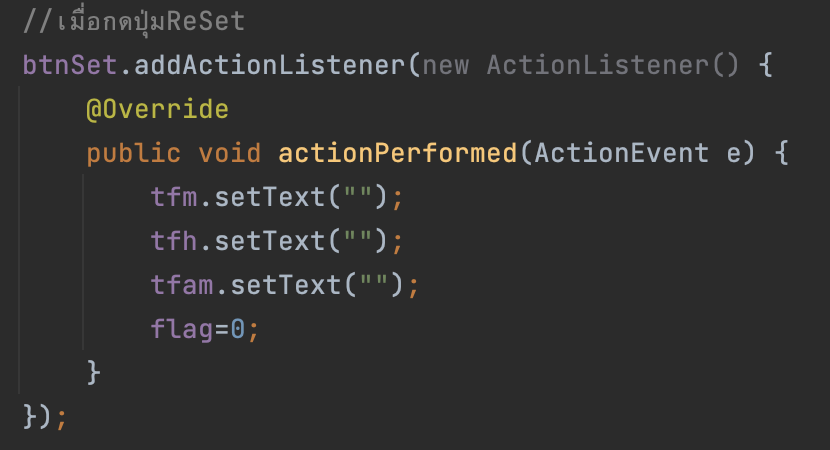 //เมื่อกดปุ่มReSet
btnSet.addActionListener(new ActionListener() {
@Override
public void actionPerformed(ActionEvent e) {
tfm.setText("");
tfh.setText("");
tfam.setText("");
flag=0;
}
});